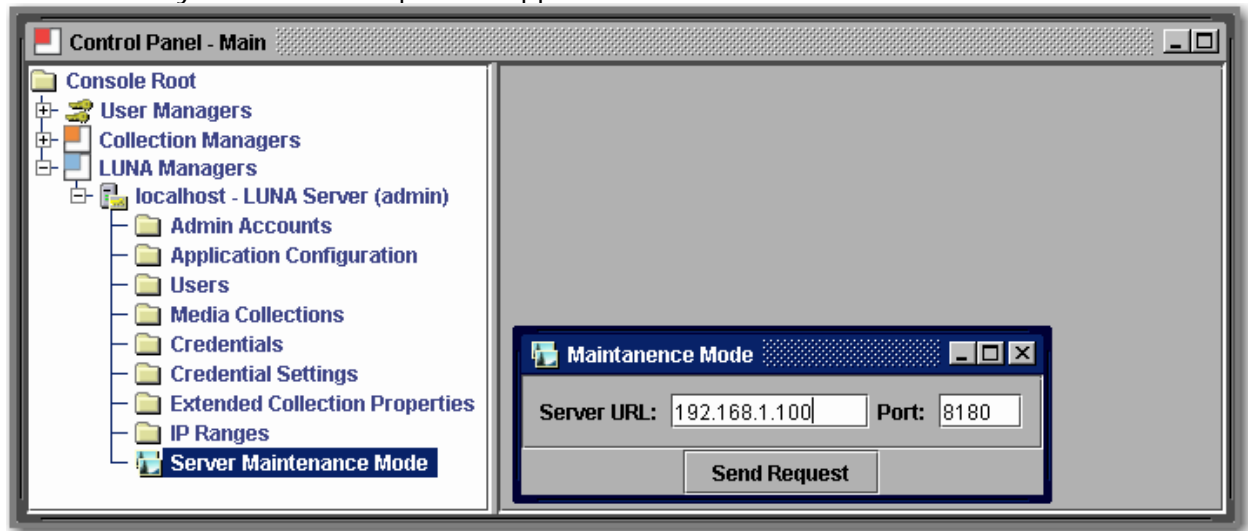 Control Panel - Main
Console Root
User Managers
Collection Managers
LUNA Managers
localhost - LUNA Server (admin)
Admin Accounts
Application Configuration
Users
Media Collections
Credentials
Credential Settings
Extended Collection Properties
IP Ranges
Server Maintenance Mode
Maintanence Mode
Server URL: 192.168.1.100 Port: 8180
Send Request